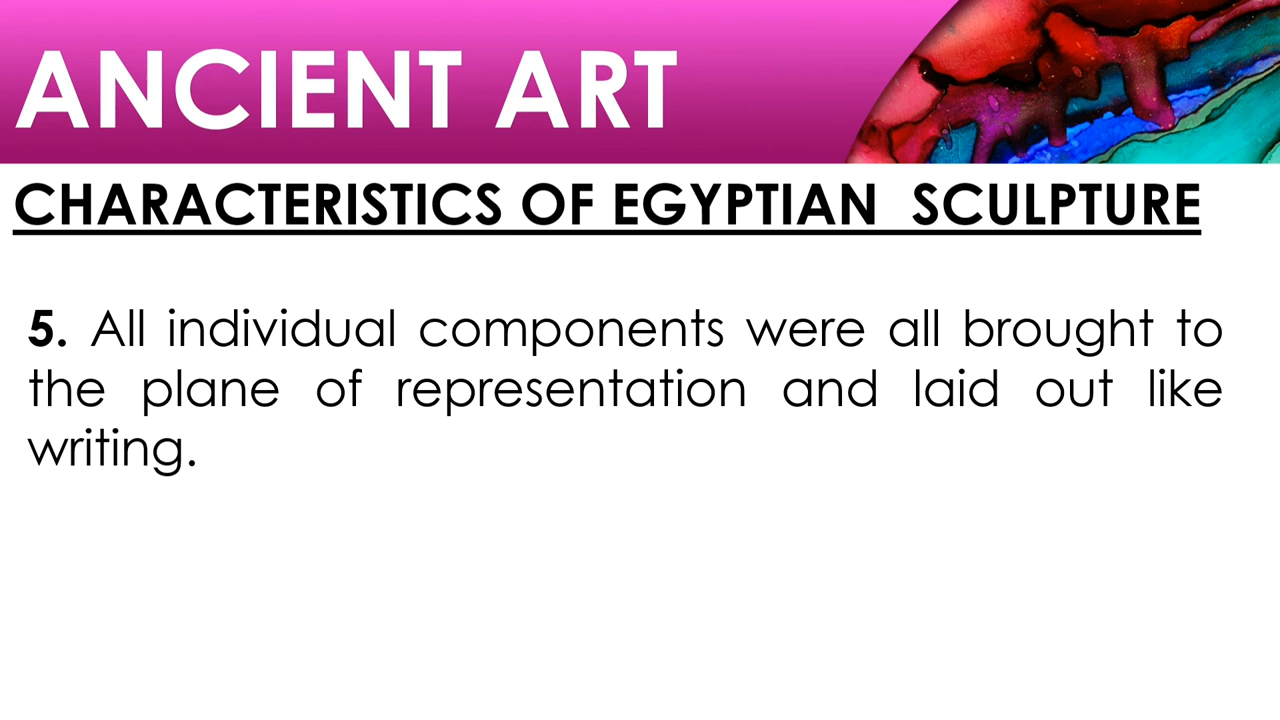 ANCIENT ART
CHARACTERISTICS OF EGYPTIAN SCULPTURE
5. All individual components were all brought to
the plane of representation and laid out like
writing.